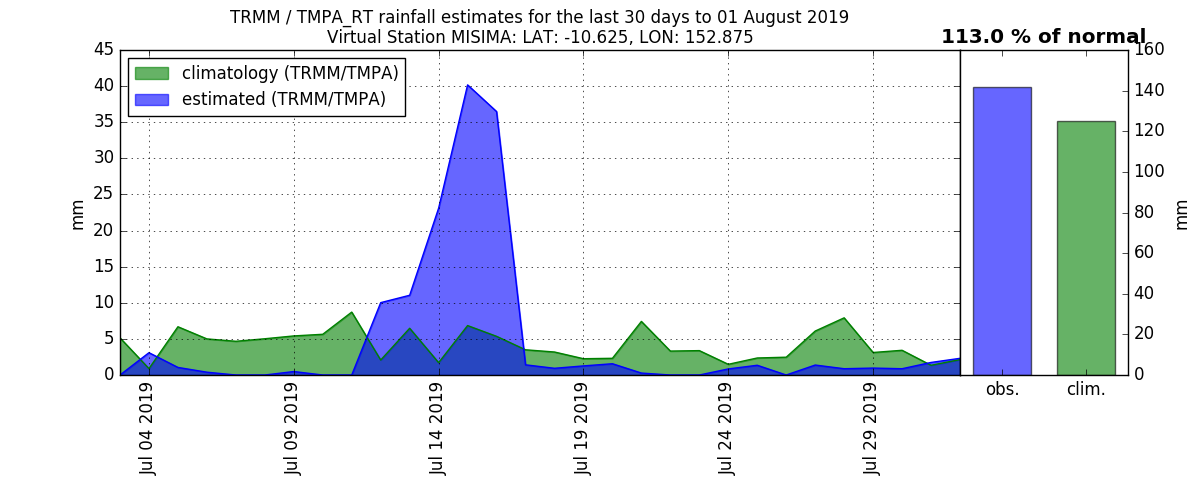 TRMM / TMPA_RT rainfall estimates for the last 30 days to 01 August 2019
Virtual Station MISIMA: LAT: -10.625, LON: 152.875
113.0 % of normal
climatology (TRMM/TMPA)
estimated (TRMM/TMPA)
mm
45
40
35
30
25
20
15
10
5
0
Jul 04 2019
Jul 09 2019
Jul 14 2019
Jul 19 2019
Jul 24 2019
Jul 29 2019
obs.
clim.
160
140
120
100
80
60
40
20
0
mm